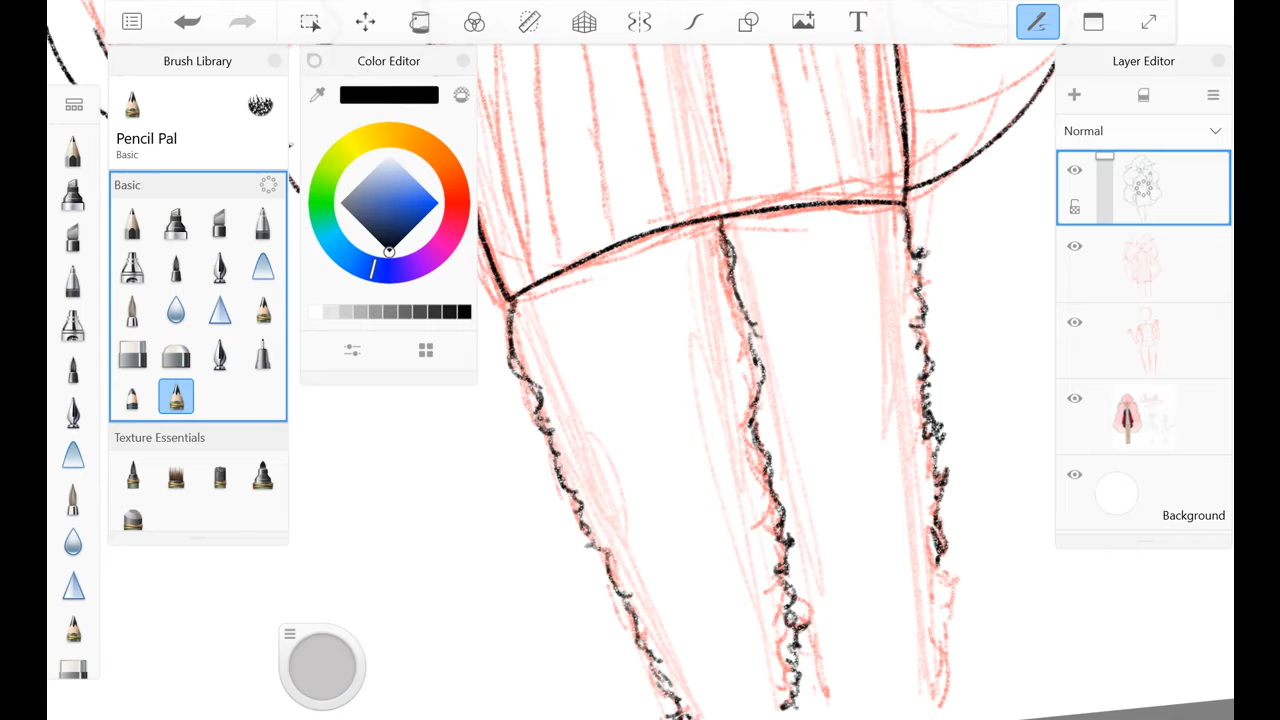 T
Brush Library
Color Editor
Layer Editor
Pencil Pal
Basic
Normal
Basic
Texture Essentials
Background